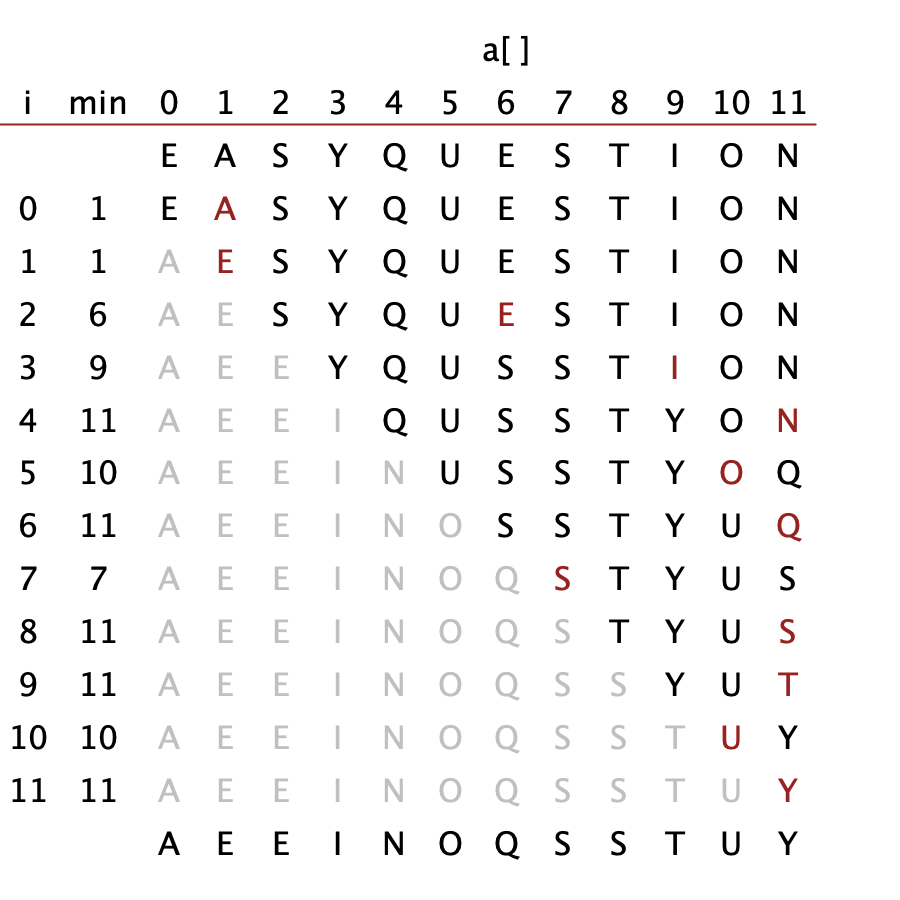 a[ ]
i min 0 1 2 3 4 5 6 7 8 9 10 11
E A S Y Q U E S T I O N
0 1 E A S Y Q U E S T I O N
1 1 A E S Y Q U E S T I O N
2 6 A E S Y Q U E S T I O N
3 9 A E E Y Q U S S T I O N
4 11 A E E I Q U S S T Y O N
5 10 A E E I N U S S T Y O Q
6 11 A E E I N O S S T Y U Q
7 7 A E E I N O Q S T Y U S
8 11 A E E I N O Q S T Y U S
9 11 A E E I N O Q S S Y U T
10 10 A E E I N O Q S S T U Y
11 11 A E E I N O Q S S T U Y
A E E I N O Q S S T U Y